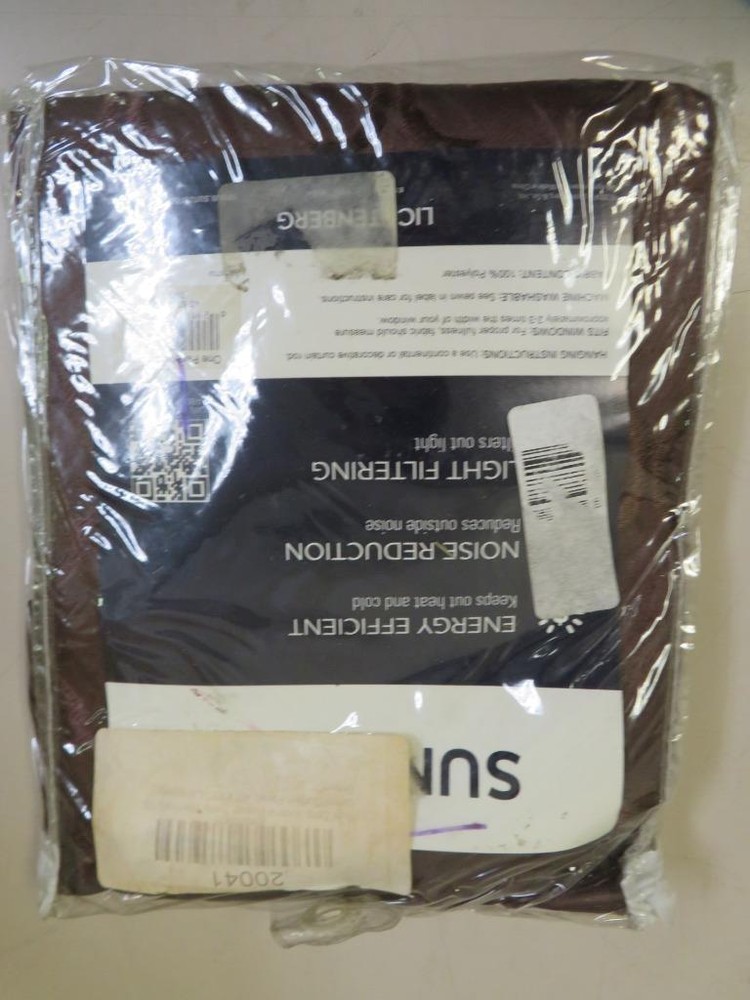 20041
SUN
ENERGY EFFICIENT
Keeps out heat and cold
NOISE REDUCTION
Reduces outside noise
LIGHT FILTERING
out light
HANGING INSTRUCTIONS: Use a continental or decorative curtain rod.
One
FITS WINDOWS: For proper fullness, fabric should measure
approximately 2-3 times the width of your window.
MACHINE WASHABLE: See sewn in label for care instructions.
FABRIC CONTENT: 100% Polyester
LICHTENBERG